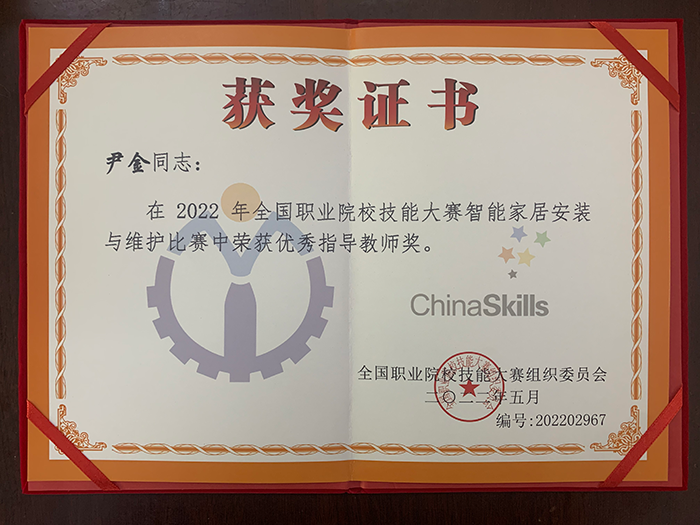 获奖证书
尹金同志：
在 2022 年全国职业院校技能大赛智能家居安装
与维护比赛中荣获优秀指导教师奖。
ChinaSkills
全国职业院校技能大赛组织委员会
二〇二二年五月
编号:202202967